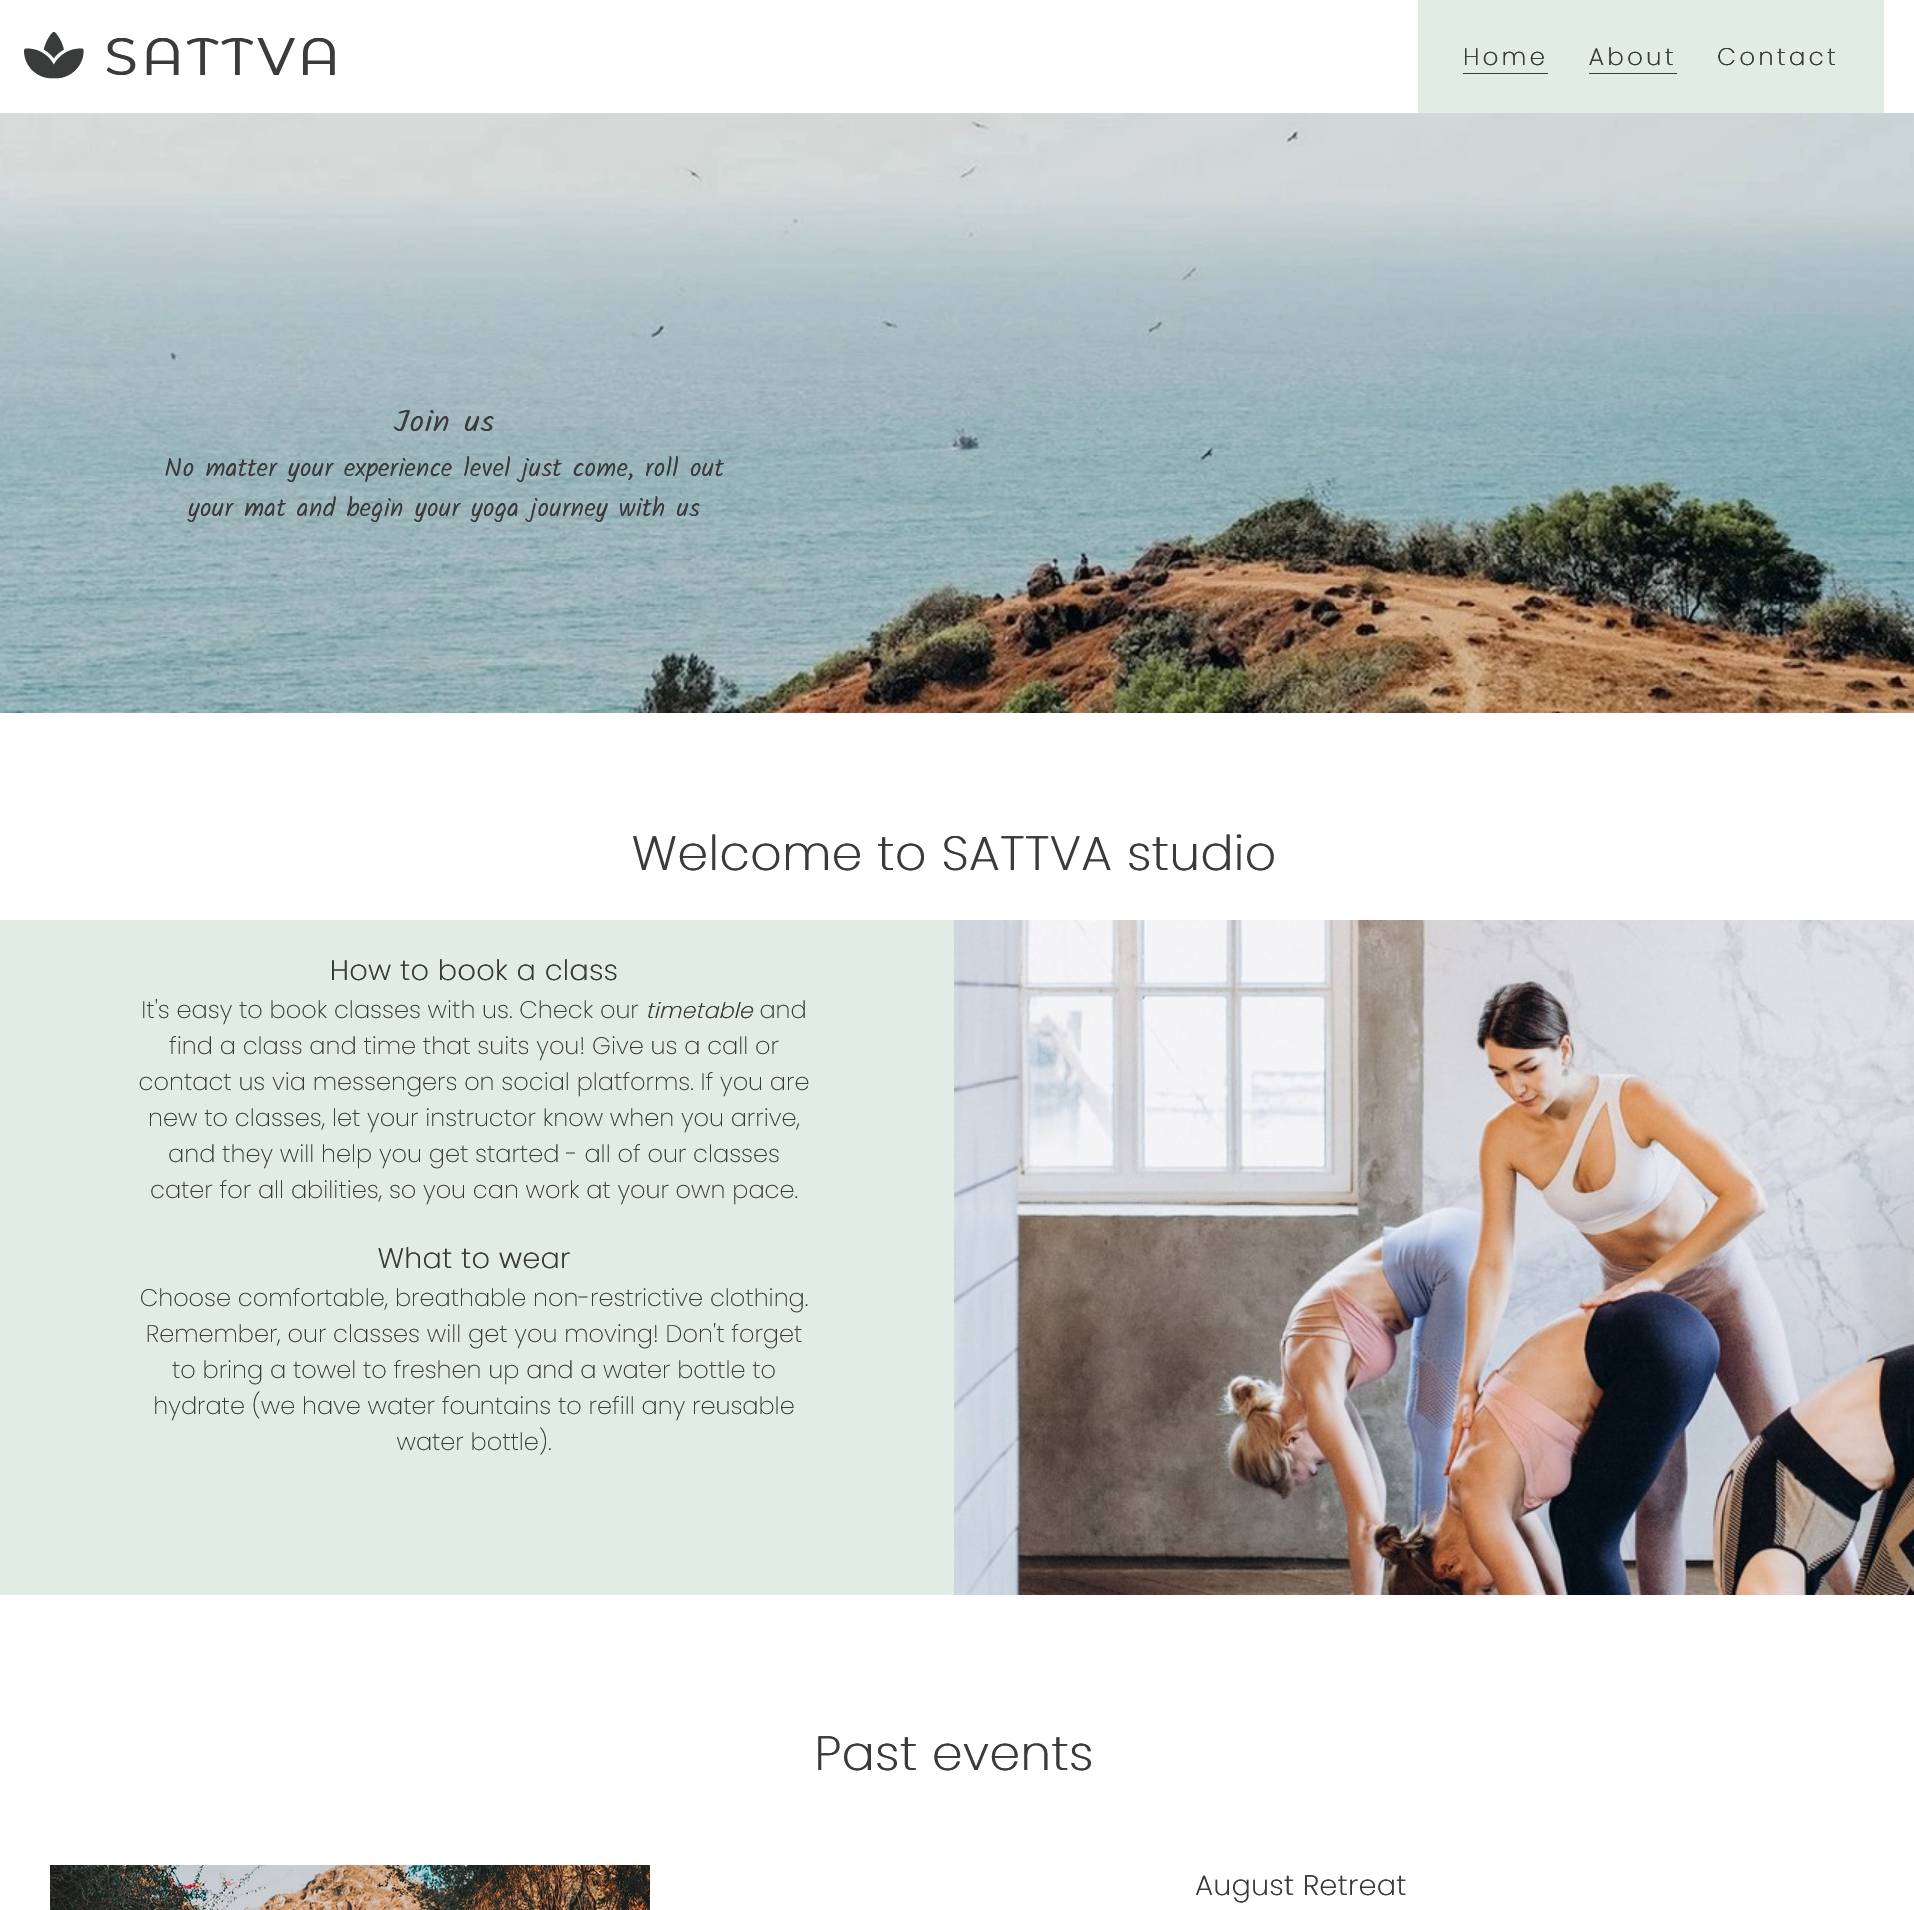 SATTVA
Home About Contact
Join us
No matter your experience level just come, roll out
your mat and begin your yoga journey with us
Welcome to SATTVA studio
How to book a class
It's easy to book classes with us. Check our timetable and
find a class and time that suits you! Give us a call or
contact us via messengers on social platforms. If you are
new to classes, let your instructor know when you arrive,
and they will help you get started - all of our classes
cater for all abilities, so you can work at your own pace.
What to wear
Choose comfortable, breathable non-restrictive clothing.
Remember, our classes will get you moving! Don't forget
to bring a towel to freshen up and a water bottle to
hydrate (we have water fountains to refill any reusable
water bottle).
Past events
August Retreat